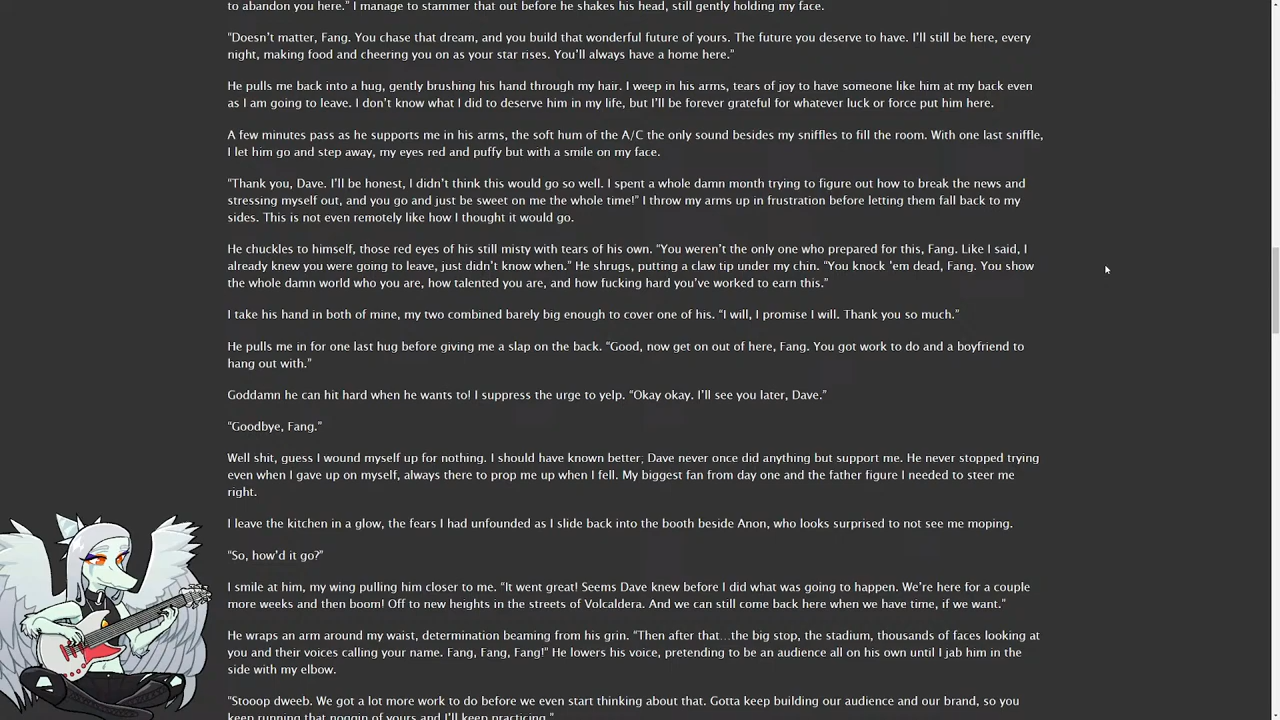 to abandon you here.” I manage to stammer that out before he shakes his head, still gently holding my face.
“Doesn’t matter, Fang. You chase that dream, and you build that wonderful future of yours. The future you deserve to have. I’ll still be here, every
night, making food and cheering you on as your star rises. You’ll always have a home here.”
He pulls me back into a hug, gently brushing his hand through my hair. I weep in his arms, tears of joy to have someone like him at my back even
as I am going to leave. I don’t know what I did to deserve him in my life, but I’ll be forever grateful for whatever luck or force put him here.
A few minutes pass as he supports me in his arms, the soft hum of the A/C the only sound besides my sniffles to fill the room. With one last sniffle,
I let him go and step away, my eyes red and puffy but with a smile on my face.
“Thank you, Dave. I’ll be honest, I didn’t think this would go so well. I spent a whole damn month trying to figure out how to break the news and
stressing myself out, and you go and just be sweet on me the whole time!” I throw my arms up in frustration before letting them fall back to my
sides. This is not even remotely like how I thought it would go.
He chuckles to himself, those red eyes of his still misty with tears of his own. “You weren’t the only one who prepared for this, Fang. Like I said, I
already knew you were going to leave, just didn’t know when.” He shrugs, putting a claw tip under my chin. “You knock ’em dead, Fang. You show
the whole damn world who you are, how talented you are, and how fucking hard you’ve worked to earn this.”
I take his hand in both of mine, my two combined barely big enough to cover one of his. “I will, I promise I will. Thank you so much.”
He pulls me in for one last hug before giving me a slap on the back. “Good, now get on out of here, Fang. You got work to do and a boyfriend to
hang out with.”
Goddamn he can hit hard when he wants to! I suppress the urge to yelp. “Okay okay. I’ll see you later, Dave.”
“Goodbye, Fang.”
Well shit, guess I wound myself up for nothing. I should have known better; Dave never once did anything but support me. He never stopped trying
even when I gave up on myself, always there to prop me up when I fell. My biggest fan from day one and the father figure I needed to steer me
right.
I leave the kitchen in a glow, the fears I had unfounded as I slide back into the booth beside Anon, who looks surprised to not see me moping.
“So, how’d it go?”
I smile at him, my wing pulling him closer to me. “It went great! Seems Dave knew before I did what was going to happen. We’re here for a couple
more weeks and then boom! Off to new heights in the streets of Volcaldera. And we can still come back here when we have time, if we want.”
He wraps an arm around my waist, determination beaming from his grin. “Then after that…the big stop, the stadium, thousands of faces looking at
you and their voices calling your name. Fang, Fang, Fang!” He lowers his voice, pretending to be an audience all on his own until I jab him in the
side with my elbow.
“Stooop dweeb. We got a lot more work to do before we even start thinking about that. Gotta keep building our audience and our brand, so you
keep running that noggin of yours and I’ll keep practicing.”